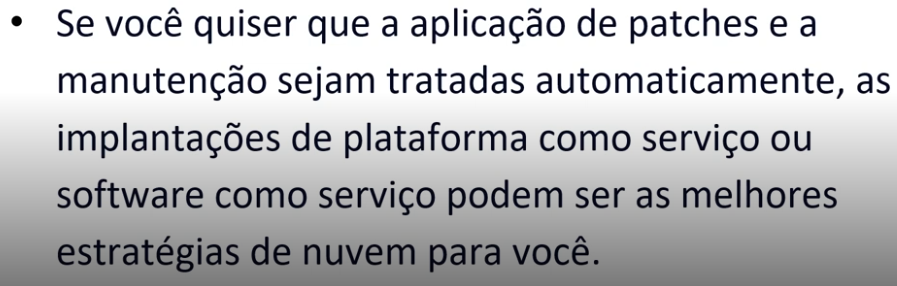 • Se você quiser que a aplicação de patches e a
manutenção sejam tratadas automaticamente, as
implantações de plataforma como serviço ou
software como serviço podem ser as melhores
estratégias de nuvem para você.